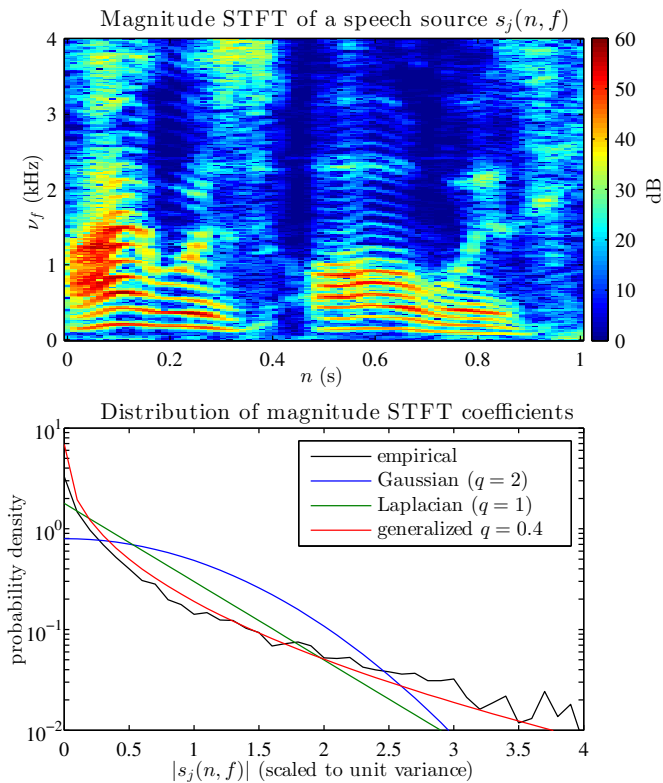 Magnitude STFT of a speech source $s_j(n, f)$
4
3
2
1
0
ν_f (kHz)
0 0.2 0.4 0.6 0.8 1
n (s)
60
50
40
30
20
10
0
dB
Distribution of magnitude STFT coefficients
10^1
10^0
10^{-1}
10^{-2}
probability density
empirical
Gaussian (q = 2)
Laplacian (q = 1)
generalized q = 0.4
0 0.5 1 1.5 2 2.5 3 3.5 4
|s_j(n, f)| (scaled to unit variance)